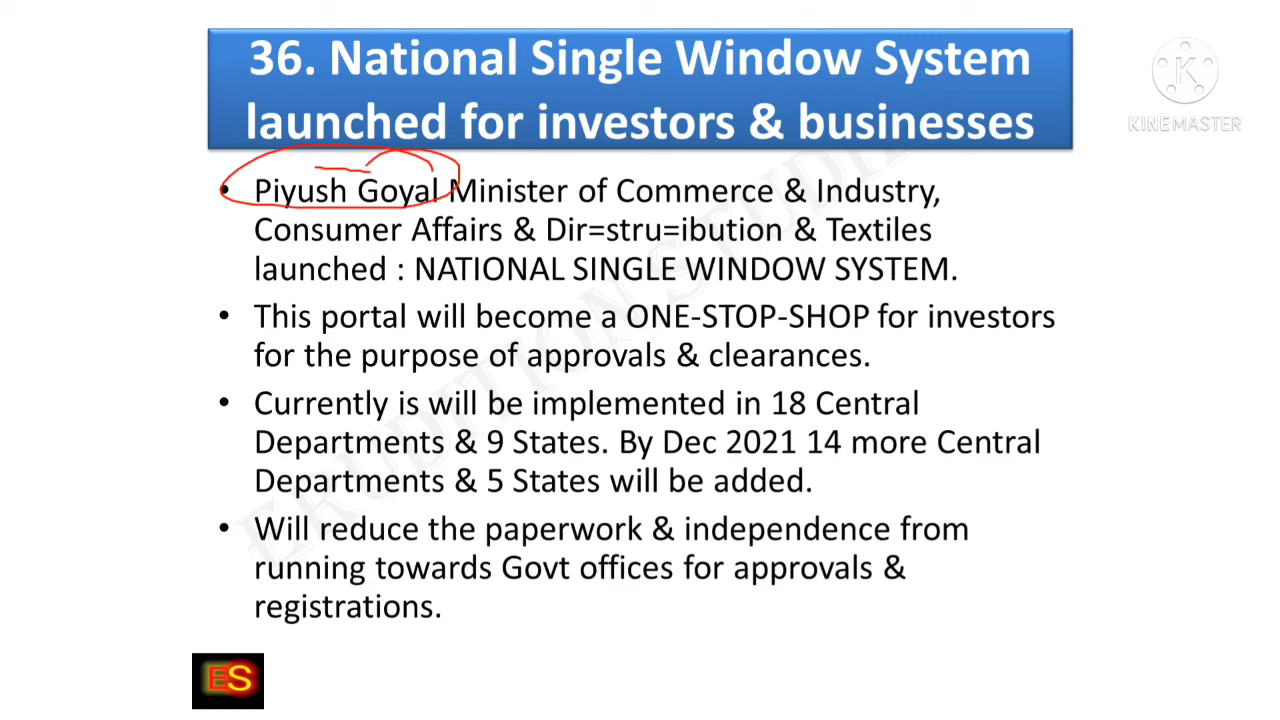 36. National Single Window System
launched for investors & businesses
KINEMASTER
• Piyush Goyal Minister of Commerce & Industry,
Consumer Affairs & Dir=stru=ibution & Textiles
launched : NATIONAL SINGLE WINDOW SYSTEM.
• This portal will become a ONE-STOP-SHOP for investors
for the purpose of approvals & clearances.
• Currently is will be implemented in 18 Central
Departments & 9 States. By Dec 2021 14 more Central
Departments & 5 States will be added.
• Will reduce the paperwork & independence from
running towards Govt offices for approvals &
registrations.
ERUDITION STUDIE
ES